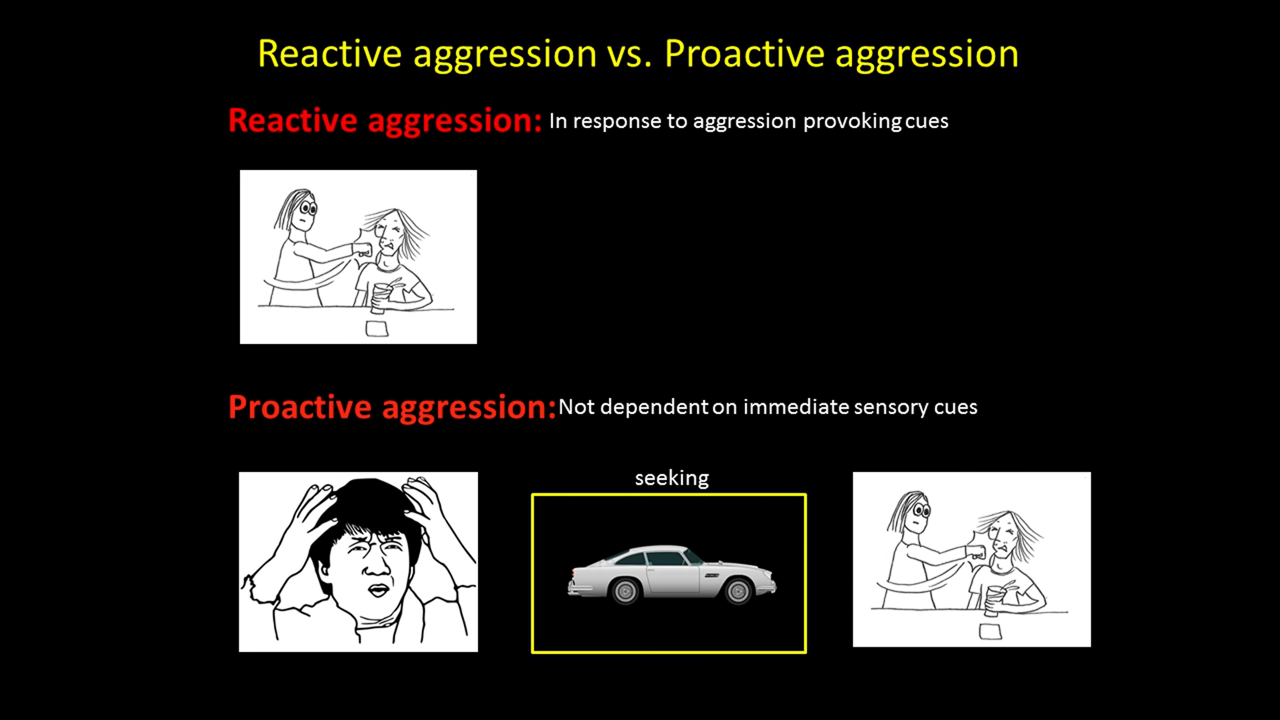 Reactive aggression vs. Proactive aggression
Reactive aggression: In response to aggression provoking cues
Proactive aggression: Not dependent on immediate sensory cues
seeking